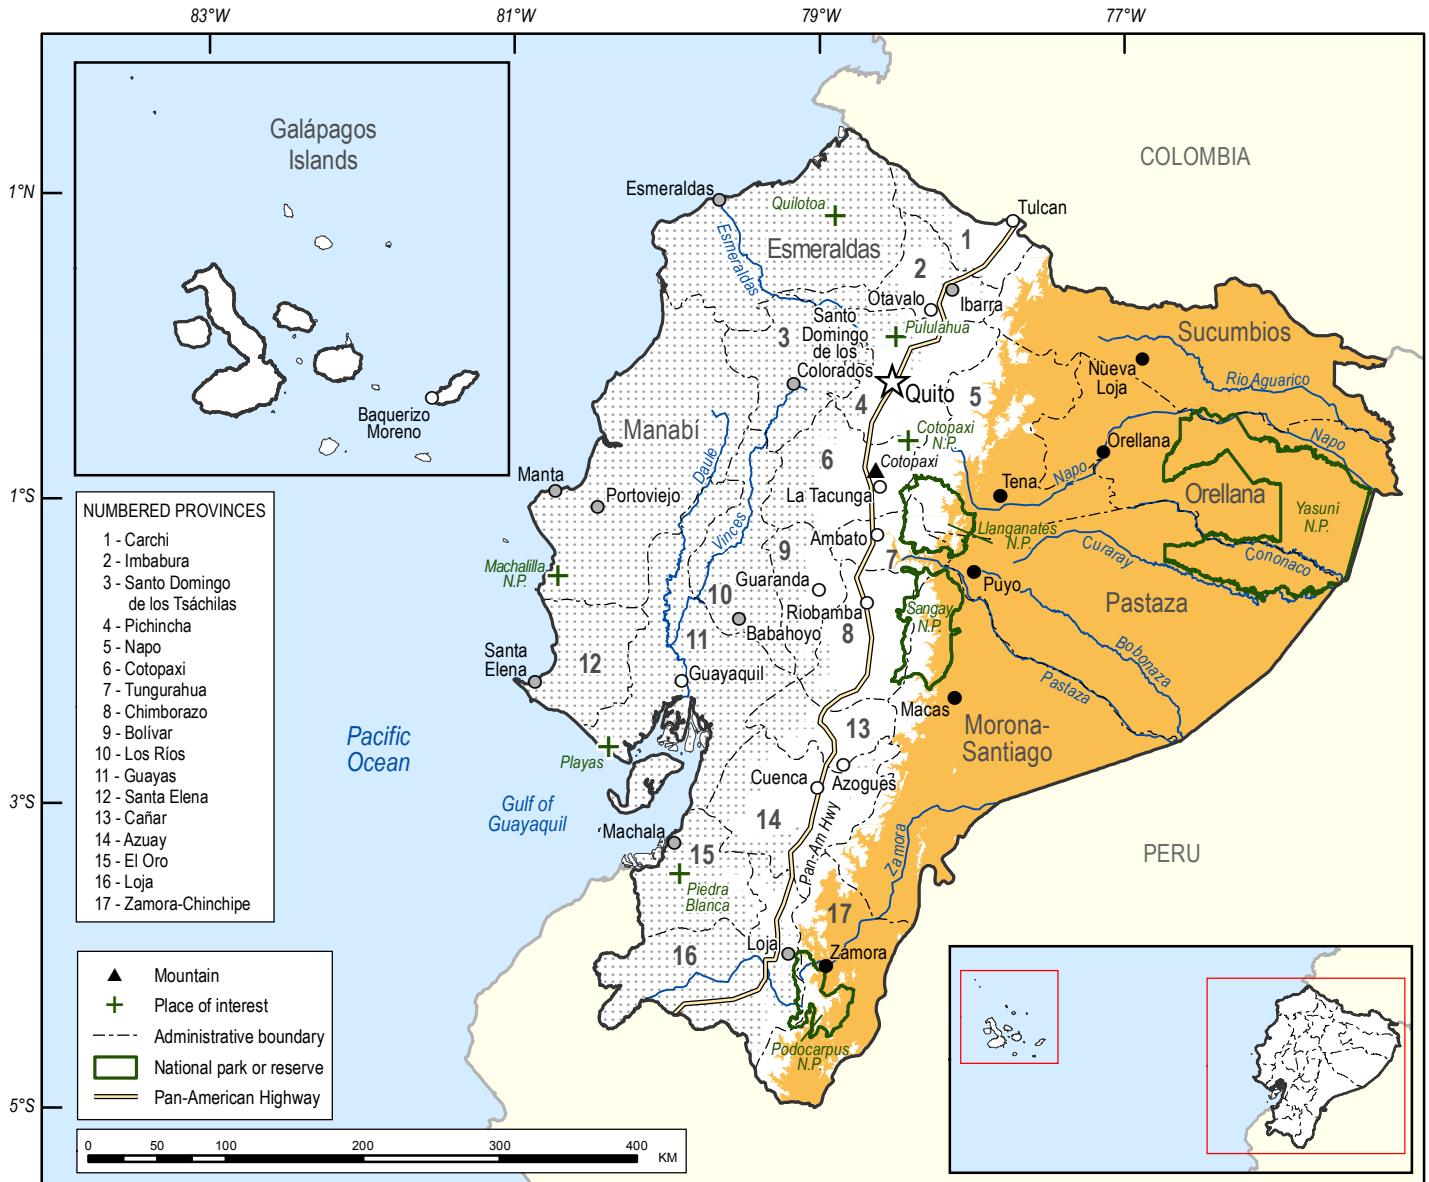 83°W
81°W
79°W
77°W
1°N
1°S
3°S
5°S
Galápagos
Islands
Baquerizo
Moreno
COLOMBIA
PERU
Pacific
Ocean
Gulf of
Guayaquil
Esmeraldas
Quilotoa
Tulcan
Esmeraldas
Esmeraldas
1
2
Otavalo
Ibarra
Santo
Domingo
de los
Colorados
3
Pululahua
Quito
4
5
Sucumbios
Nueva
Loja
Rio Aguarico
Manabí
Daule
Cotopaxi
N.P.
Cotopaxi
6
Orellana
Napo
Napo
Manta
Portoviejo
La Tacunga
Tena
Orellana
Yasuni
N.P.
Vinces
Ambato
Llanganates
N.P.
Machalilla
N.P.
9
10
Guaranda
7
Curaray
Cononaco
Puyo
Riobamba
Babahoyo
8
Sangay
N.P.
Pastaza
11
12
Santa
Elena
Guayaquil
Bobonaza
Pastaza
Macas
Morona-
Santiago
13
Playas
Cuenca
Azogues
14
Pan-Am Hwy
Zamora
Machala
15
Piedra
Blanca
16
17
Loja
Zamora
Podocarpus
N.P.
NUMBERED PROVINCES
1 - Carchi
2 - Imbabura
3 - Santo Domingo
de los Tsáchilas
4 - Pichincha
5 - Napo
6 - Cotopaxi
7 - Tungurahua
8 - Chimborazo
9 - Bolívar
10 - Los Ríos
11 - Guayas
12 - Santa Elena
13 - Cañar
14 - Azuay
15 - El Oro
16 - Loja
17 - Zamora-Chinchipe
Mountain
Place of interest
Administrative boundary
National park or reserve
Pan-American Highway
0 50 100 200 300 400
KM